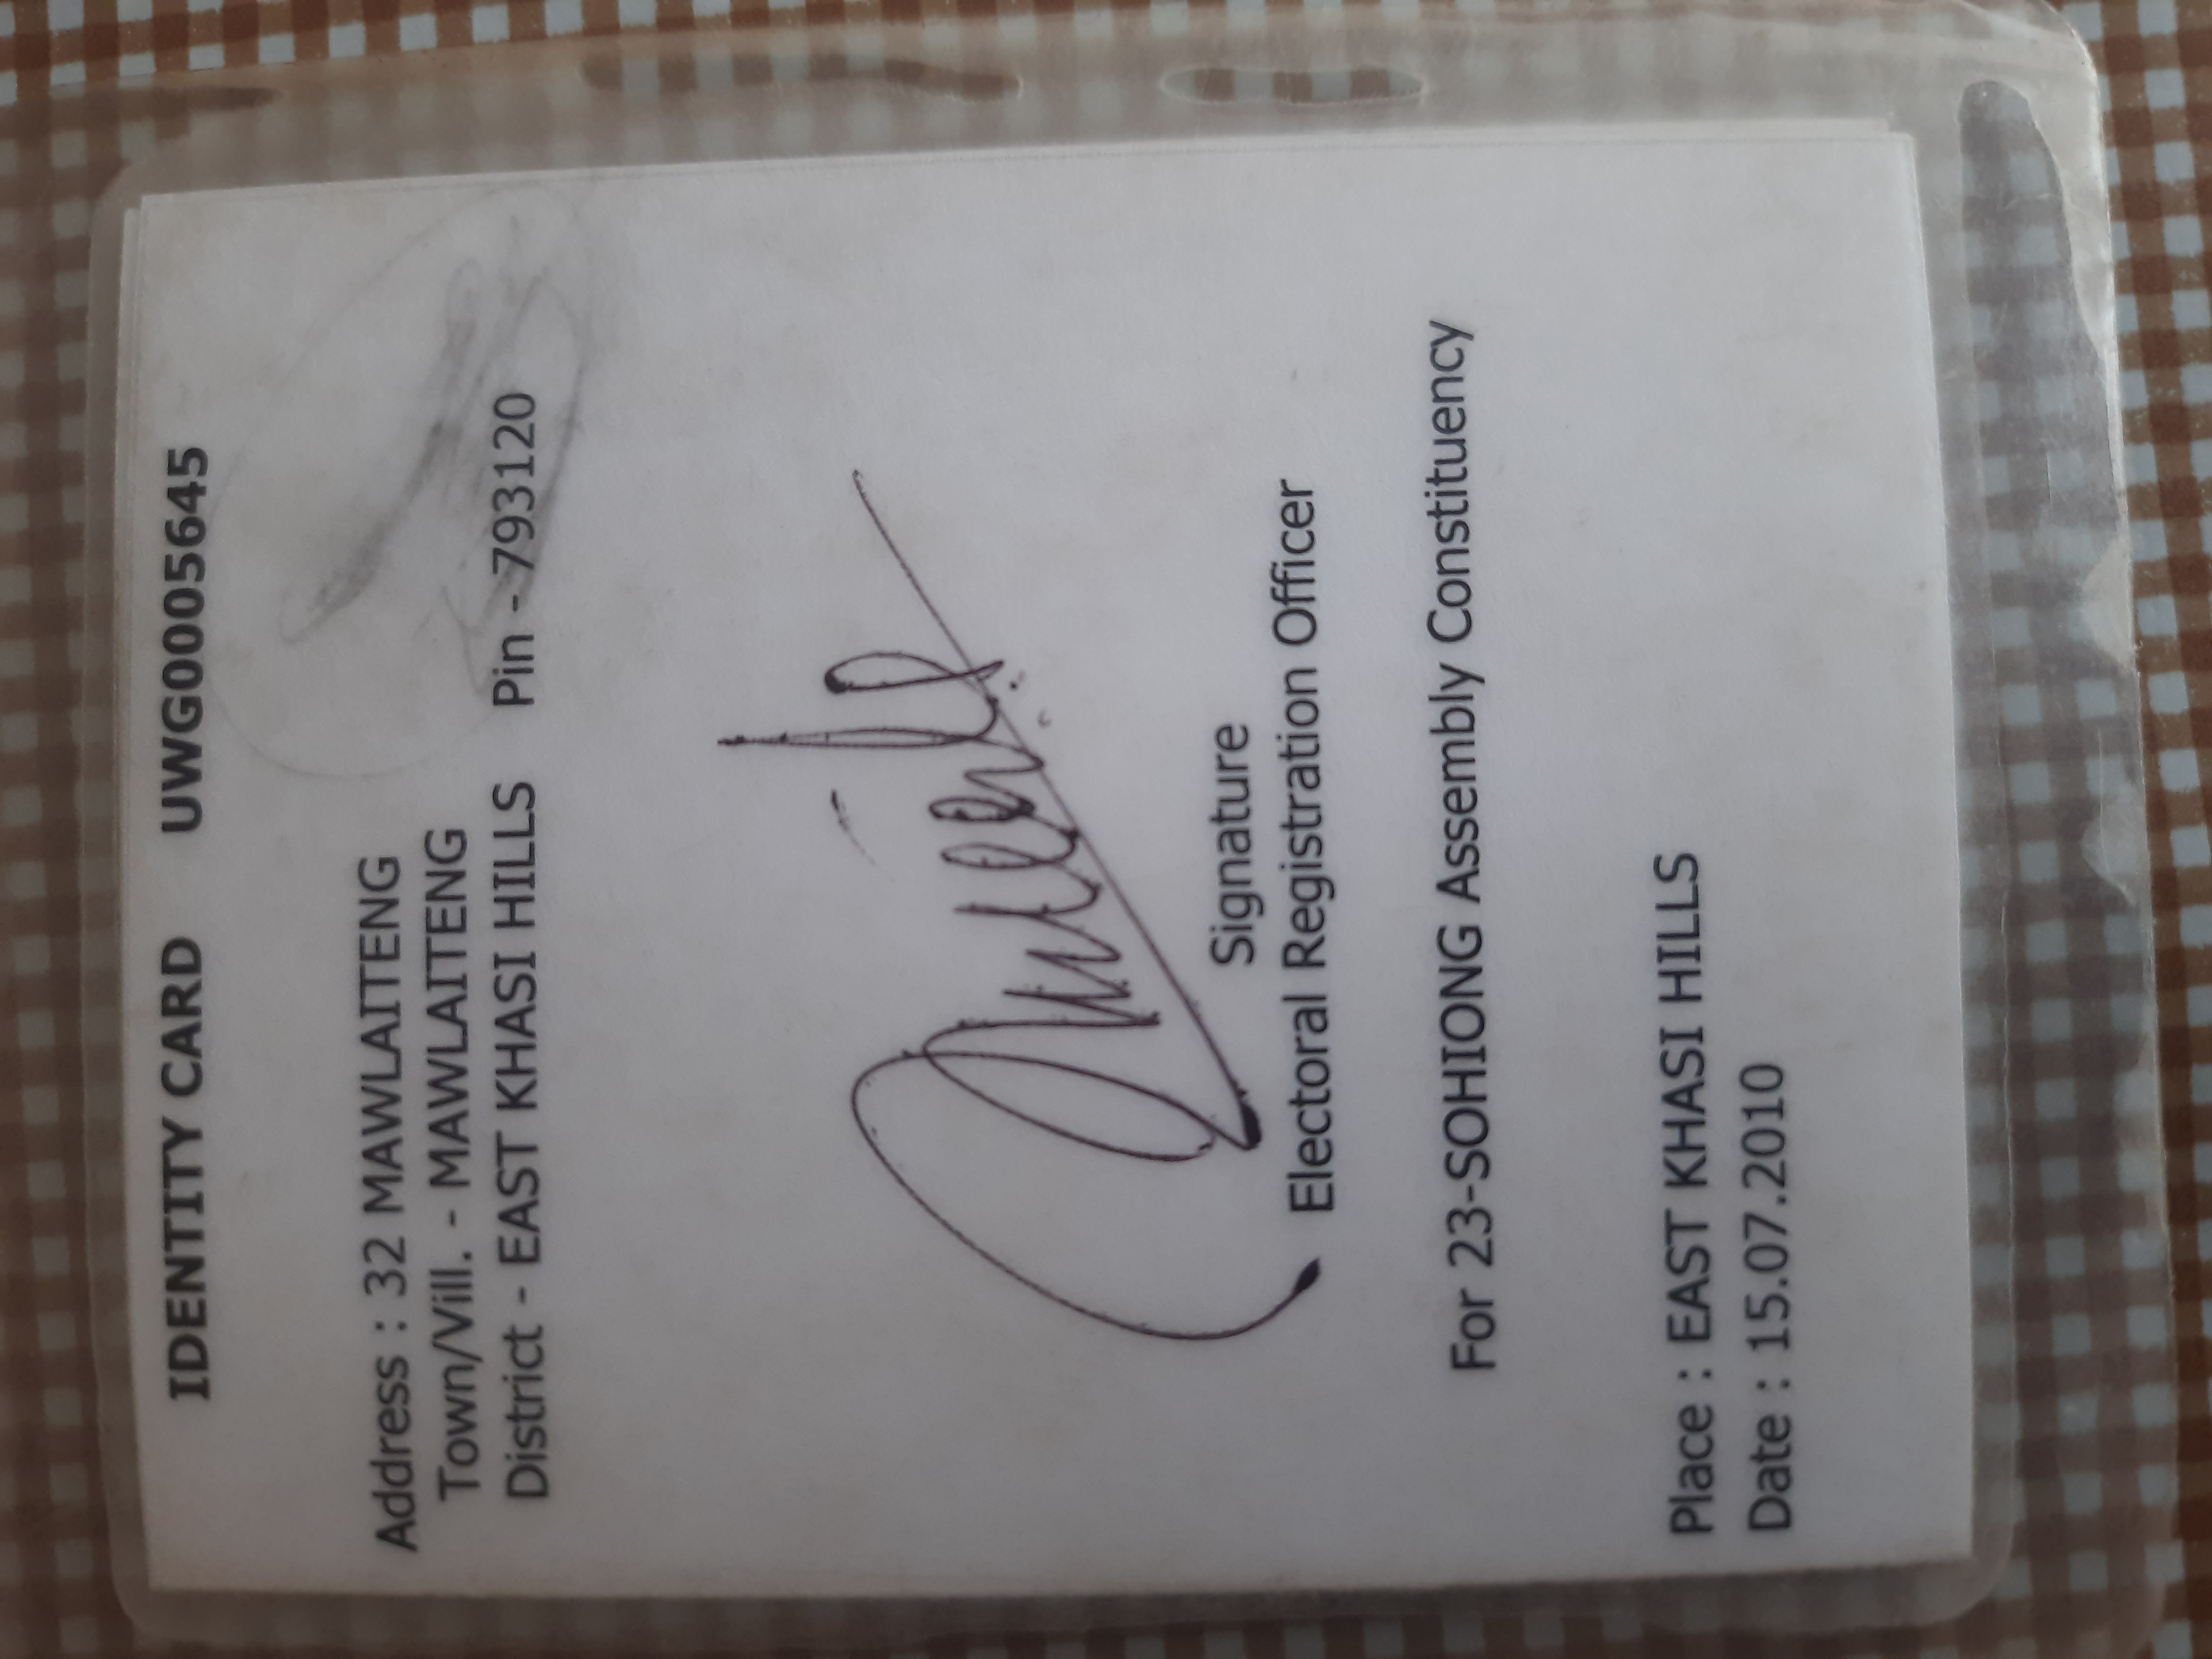 IDENTITY CARD UWG0005645
Address : 32 MAWLAITENG
Town/Vill. - MAWLAITENG
District - EAST KHASI HILLS Pin - 793120
Signature
Electoral Registration Officer
For 23-SOHIONG Assembly Constituency
Place : EAST KHASI HILLS
Date : 15.07.2010